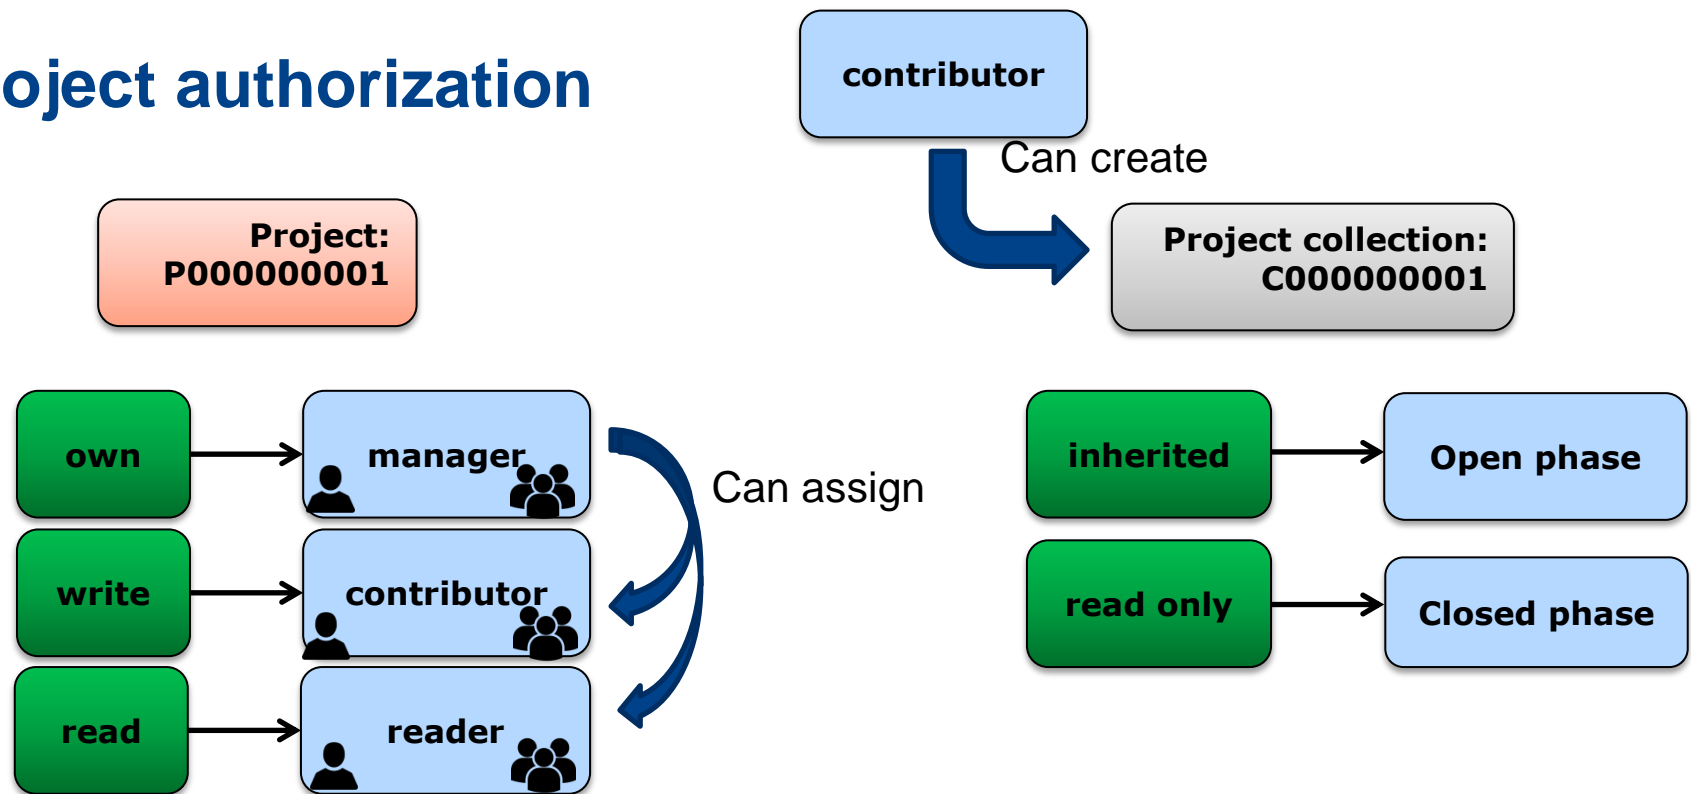 oject authorization
contributor
Can create
Project:
P000000001
Project collection:
C000000001
own
manager
Can assign
write
contributor
read
reader
inherited
Open phase
read only
Closed phase